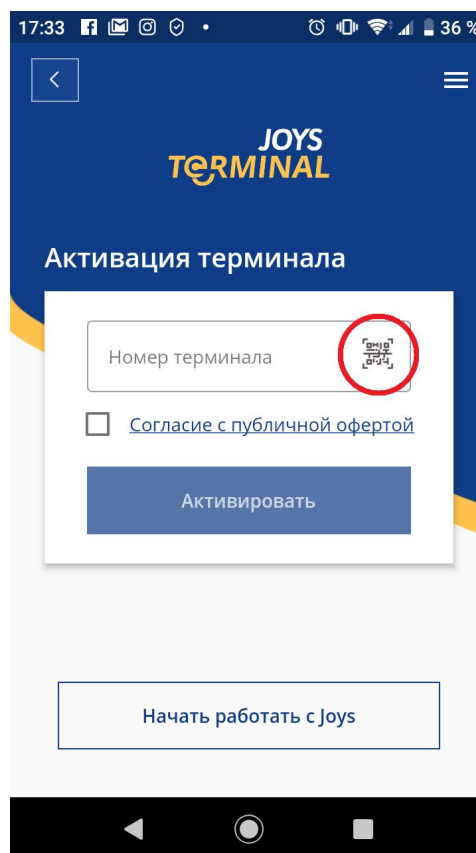 17:33 36 %
JOYS
TERMINAL
Активация терминала
Номер терминала
Согласие с публичной офертой
Активировать
Начать работать с Joys